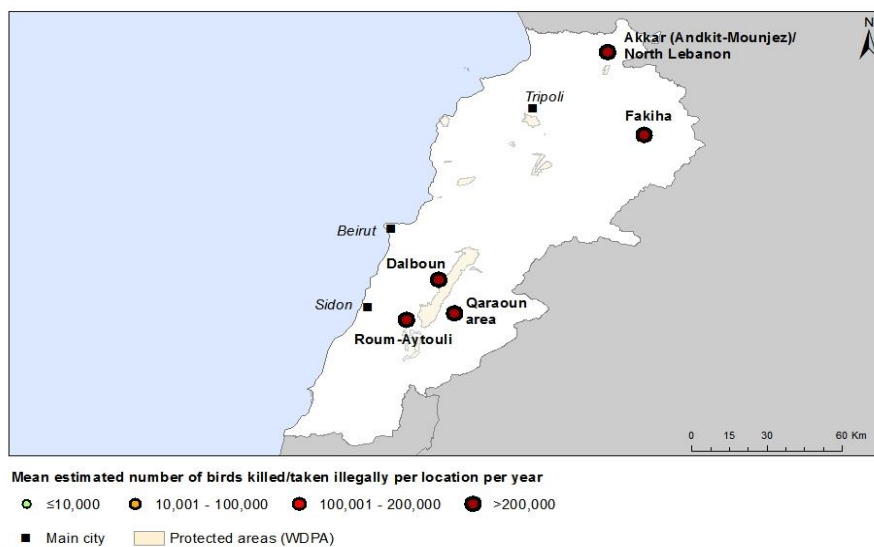 N
Akkar (Andkit-Mounjez)/
North Lebanon
Tripoli
Fakiha
Beirut
Dalboun
Sidon
Qaraoun
area
Roum-Aytouli
0 15 30 60 Km
Mean estimated number of birds killed/taken illegally per location per year
≤10,000 10,001 - 100,000 100,001 - 200,000 >200,000
Main city Protected areas (WDPA)